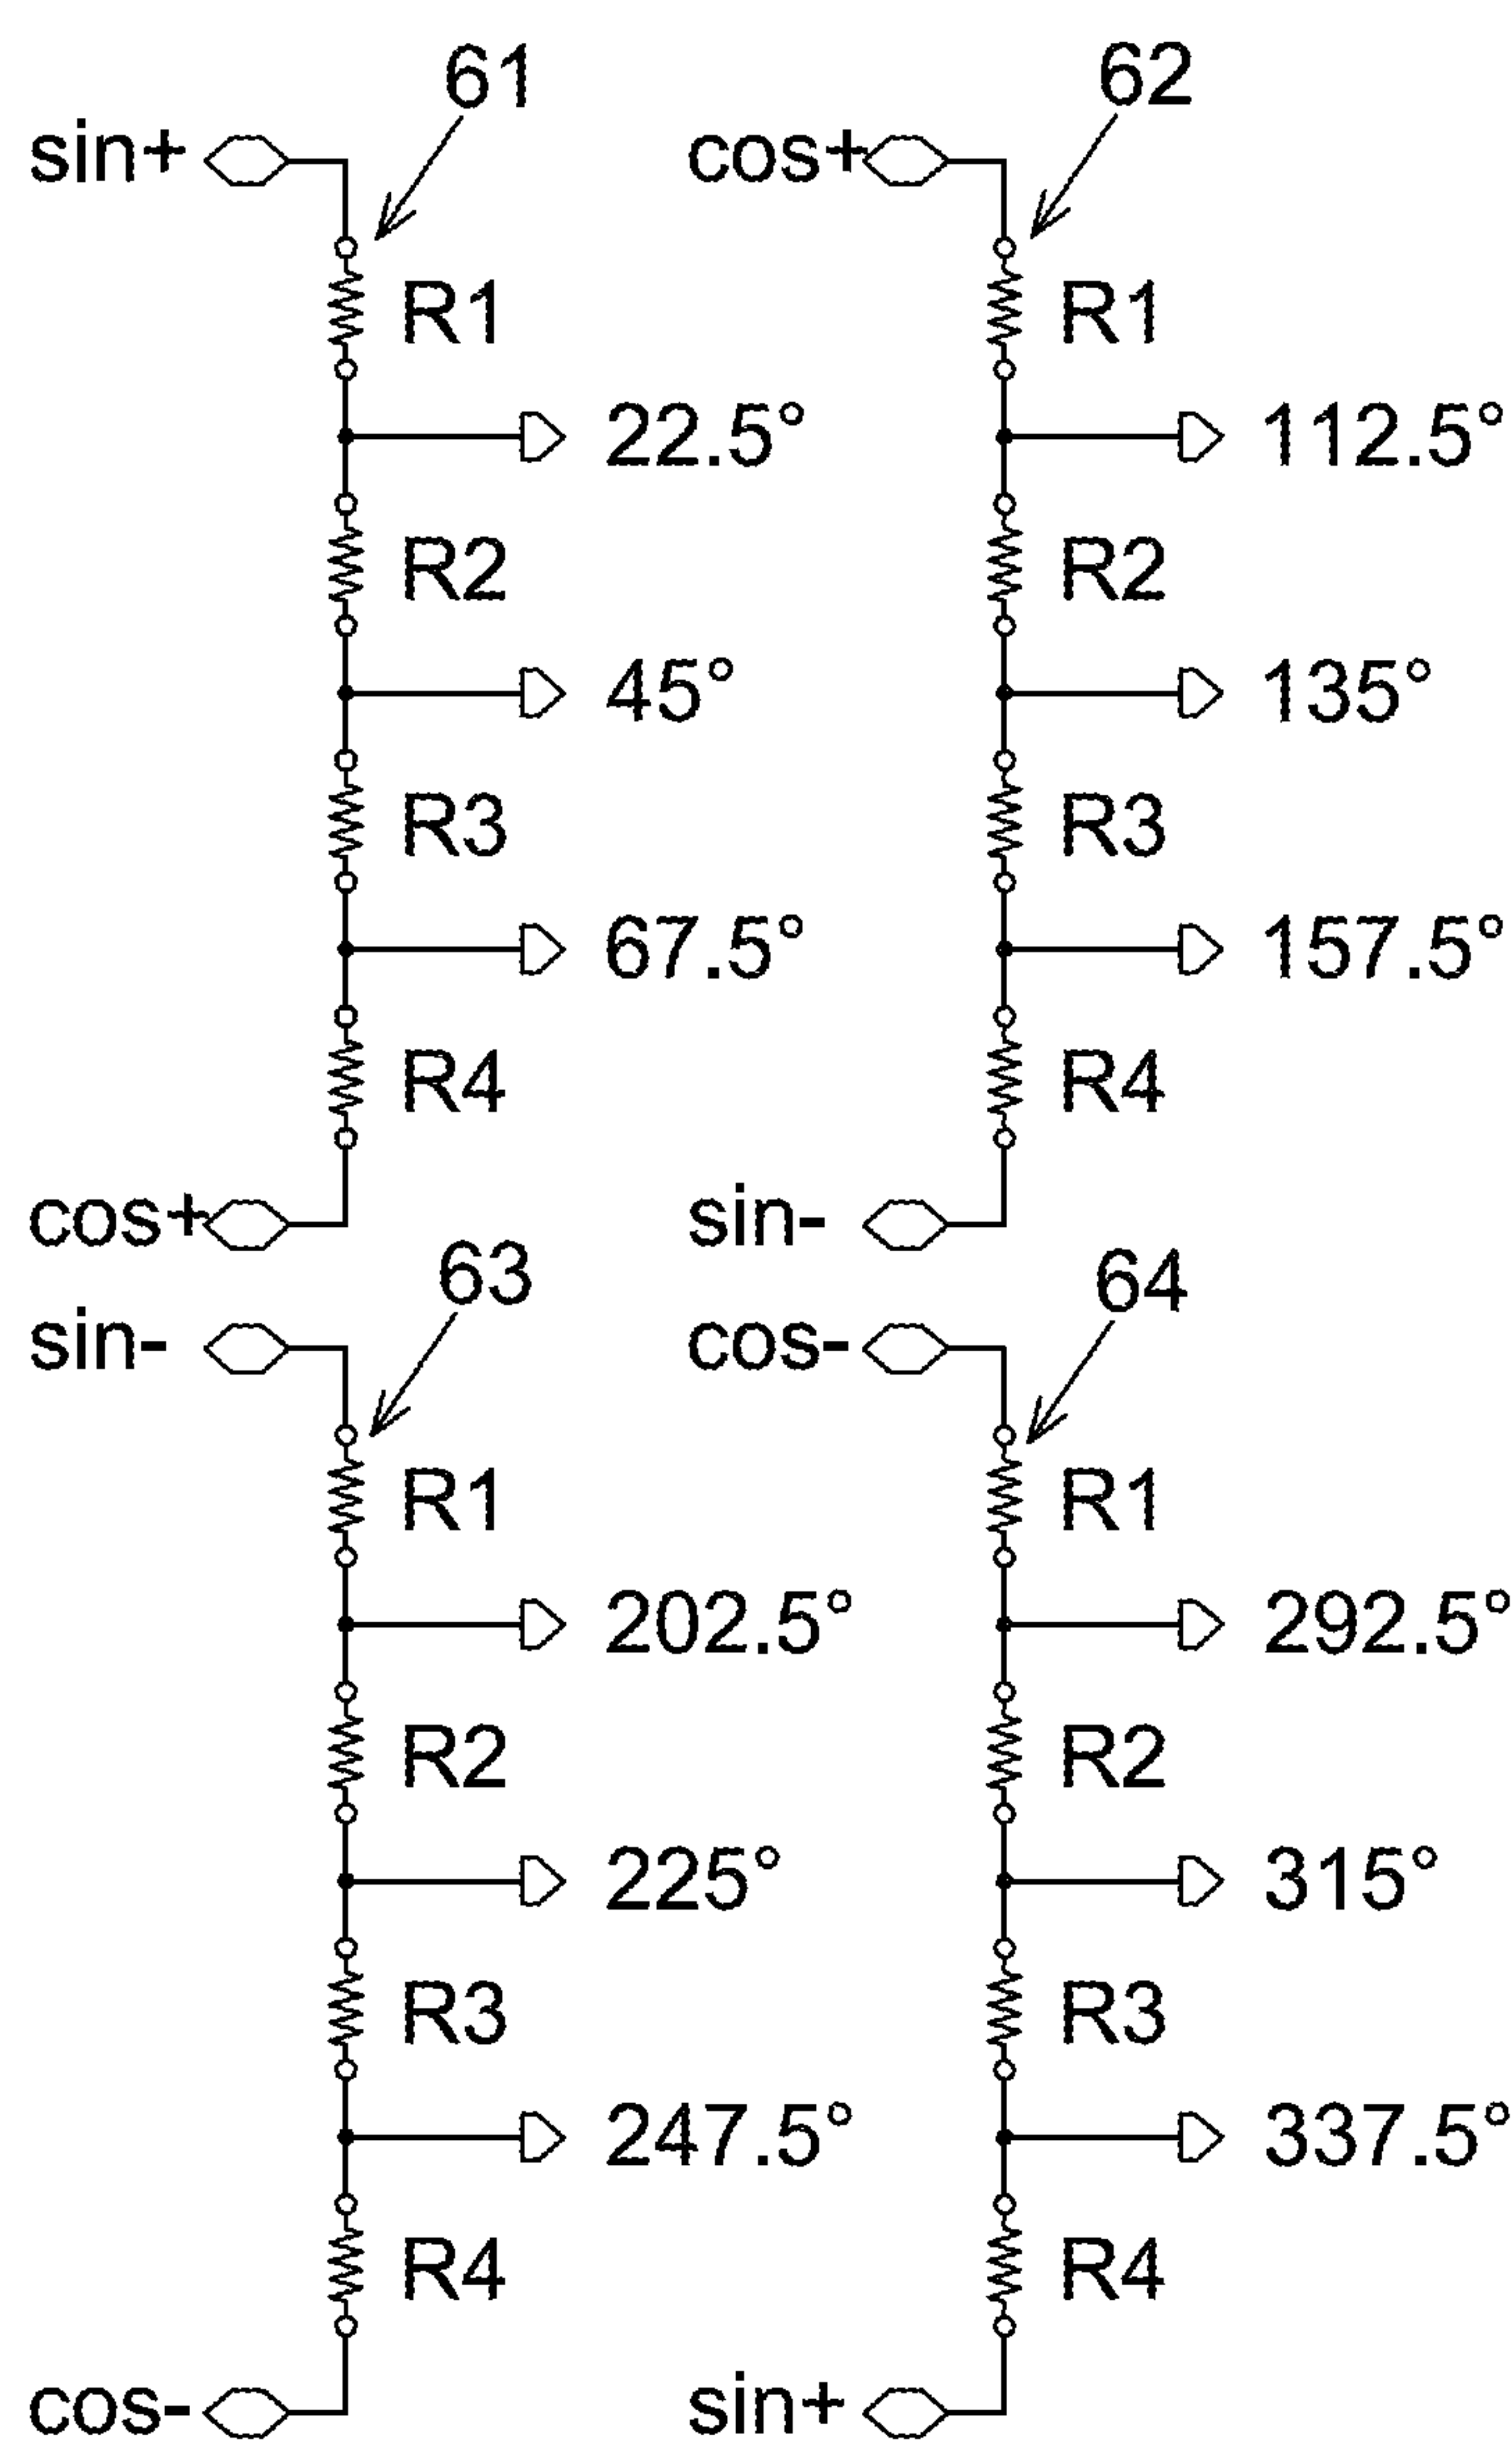 61
62
sin+
cos+
R1
R1
22.5°
112.5°
R2
R2
45°
135°
R3
R3
67.5°
157.5°
R4
R4
cos+
sin-
63
64
sin-
cos-
R1
R1
202.5°
292.5°
R2
R2
225°
315°
R3
R3
247.5°
337.5°
R4
R4
cos-
sin+